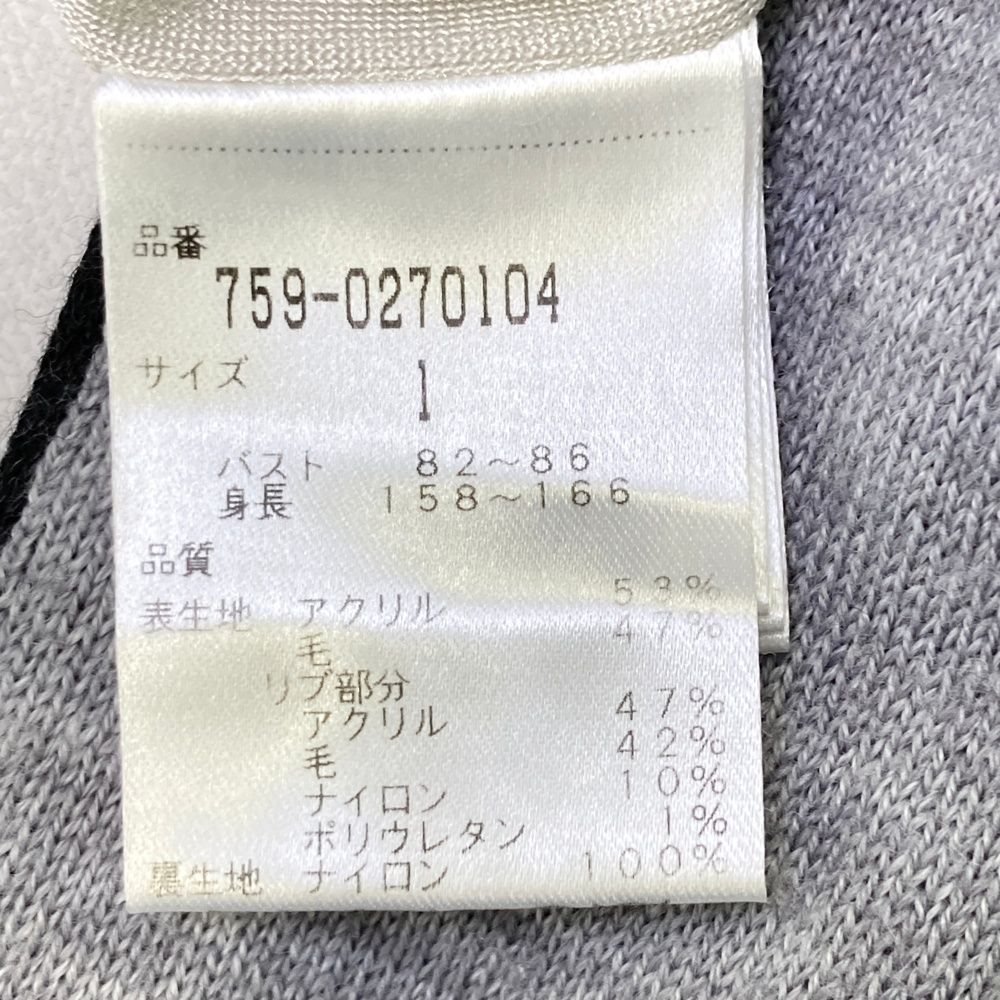 品番
759-0270104
サイズ 1
バスト 82～86
身長 158～166
品質
表生地 アクリル 53%
毛 47%
リブ部分
アクリル 47%
毛 42%
ナイロン 10%
ポリウレタン 1%
裏生地 ナイロン 100%